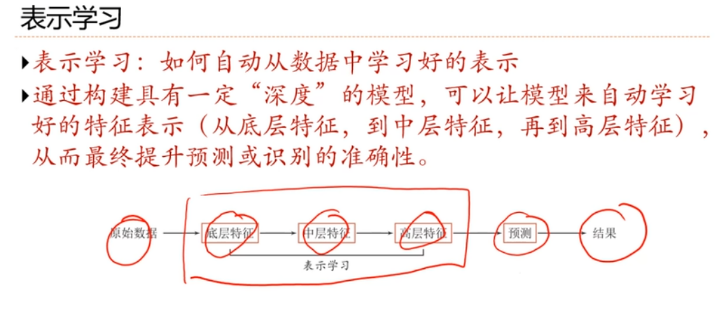 表示学习
表示学习：如何自动从数据中学习好的表示
通过构建具有一定“深度”的模型，可以让模型来自动学习
好的特征表示（从底层特征，到中层特征，再到高层特征），
从而最终提升预测或识别的准确性。
原始数据 底层特征 中层特征 高层特征 预测 结果
表示学习